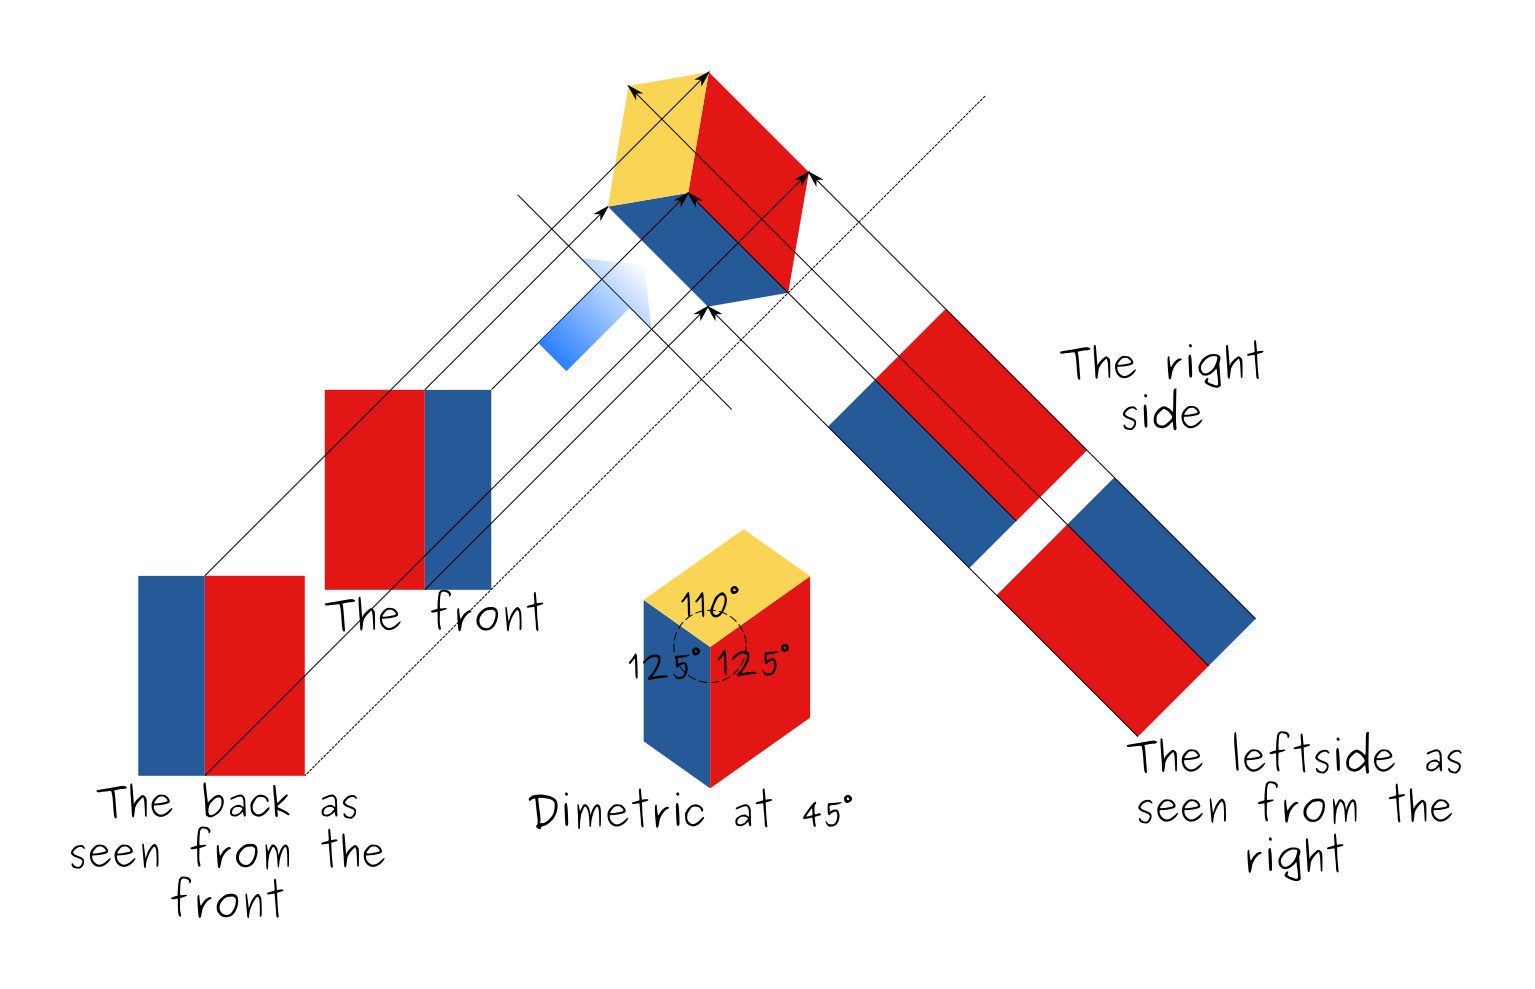 The right
side
110°
125° 125°
The front
The leftside as
seen from the
right
The back as
seen from the
front
Dimetric at 45°